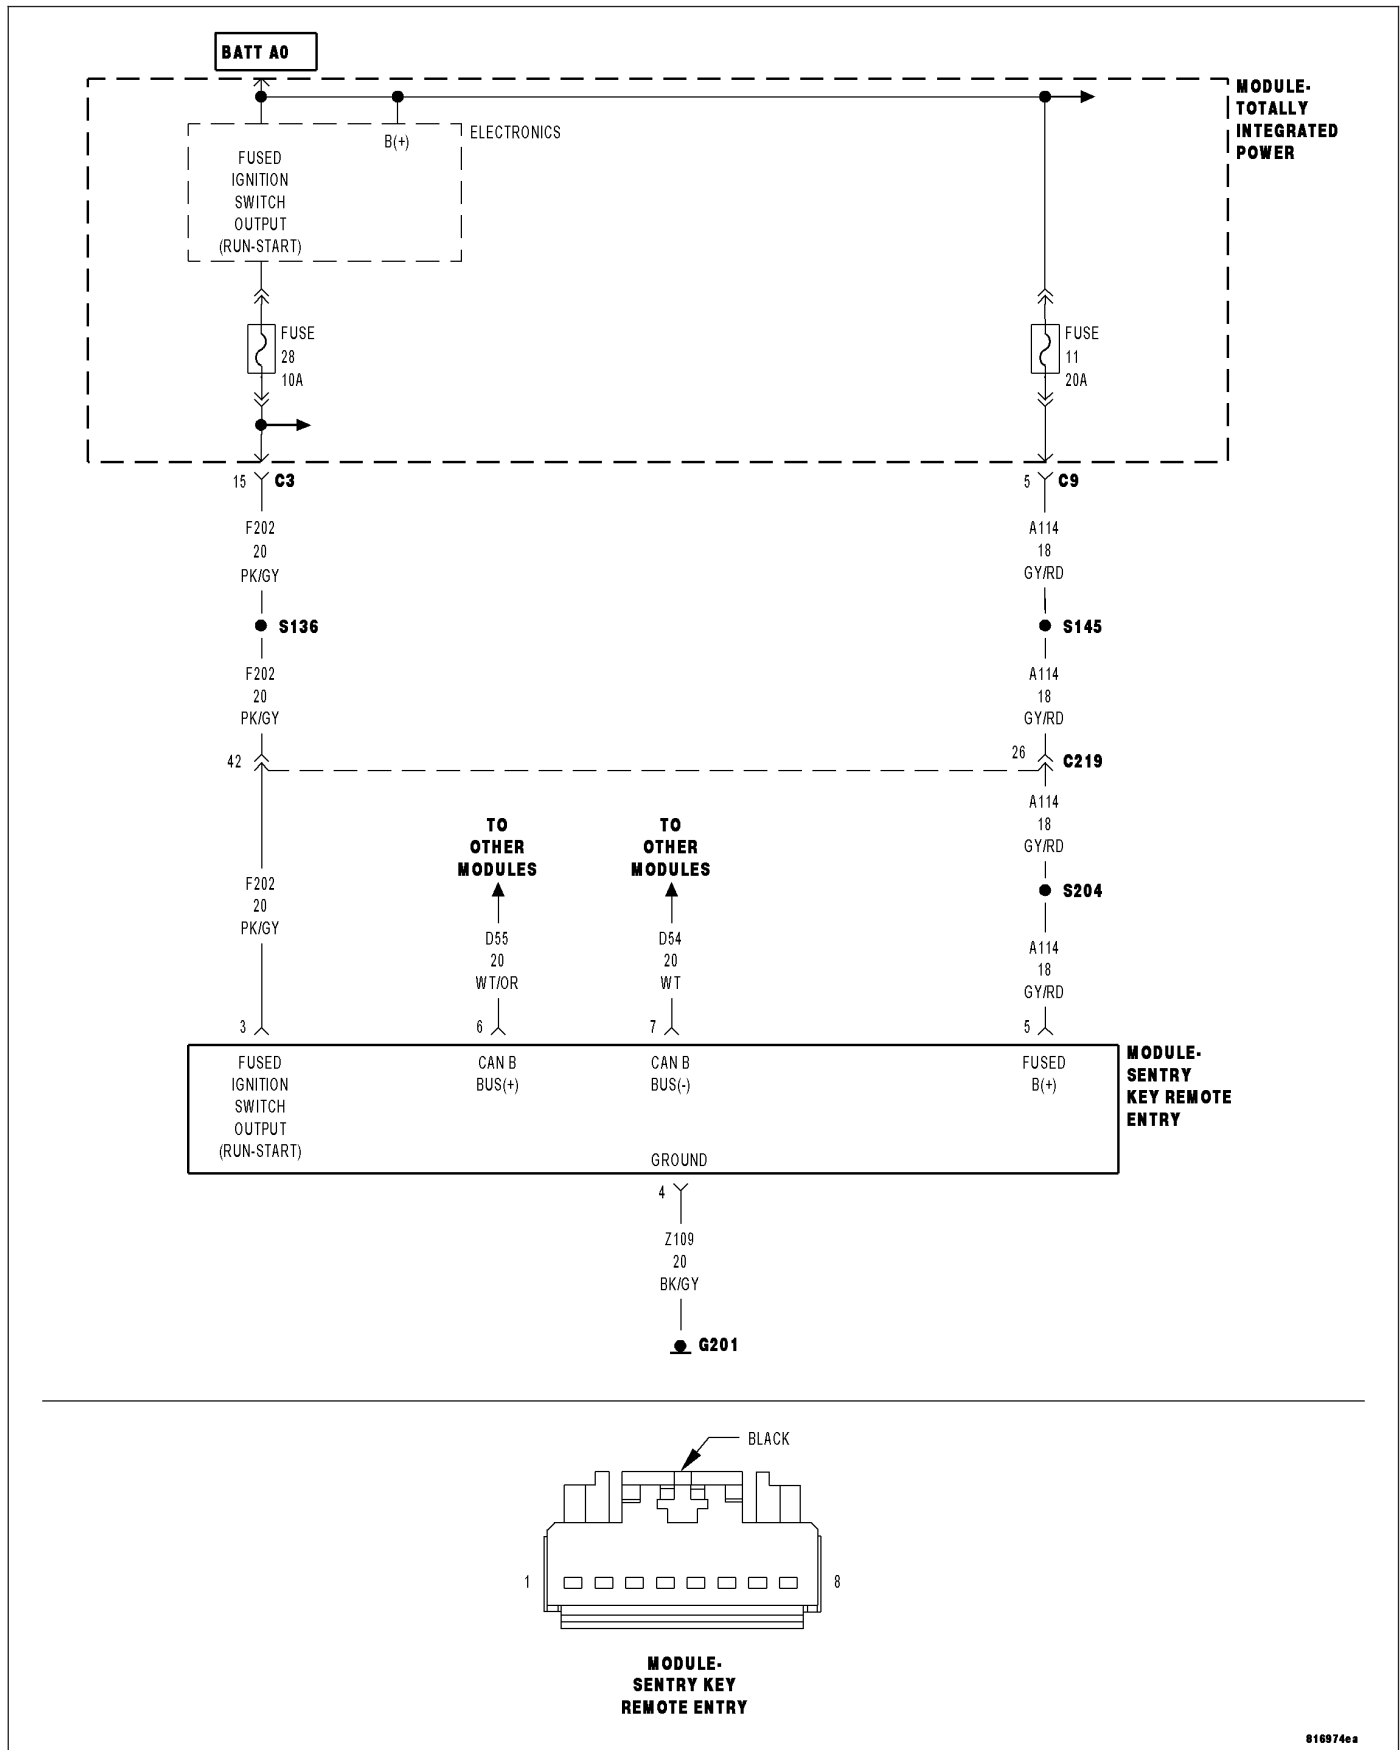 BATT A0
MODULE-
TOTALLY
INTEGRATED
POWER
ELECTRONICS
B(+)
FUSED
IGNITION
SWITCH
OUTPUT
(RUN-START)
FUSE
28
10A
FUSE
11
20A
15
C3
5
C9
F202
20
PK/GY
A114
18
GY/RD
S136
S145
F202
20
PK/GY
A114
18
GY/RD
42
26
C219
A114
18
GY/RD
TO
OTHER
MODULES
TO
OTHER
MODULES
S204
F202
20
PK/GY
D55
20
WT/OR
D54
20
WT
A114
18
GY/RD
3
6
7
5
FUSED
IGNITION
SWITCH
OUTPUT
(RUN-START)
CAN B
BUS(+)
CAN B
BUS(-)
FUSED
B(+)
MODULE-
SENTRY
KEY REMOTE
ENTRY
GROUND
4
Z109
20
BK/GY
G201
BLACK
1
8
MODULE-
SENTRY KEY
REMOTE ENTRY
816974ea